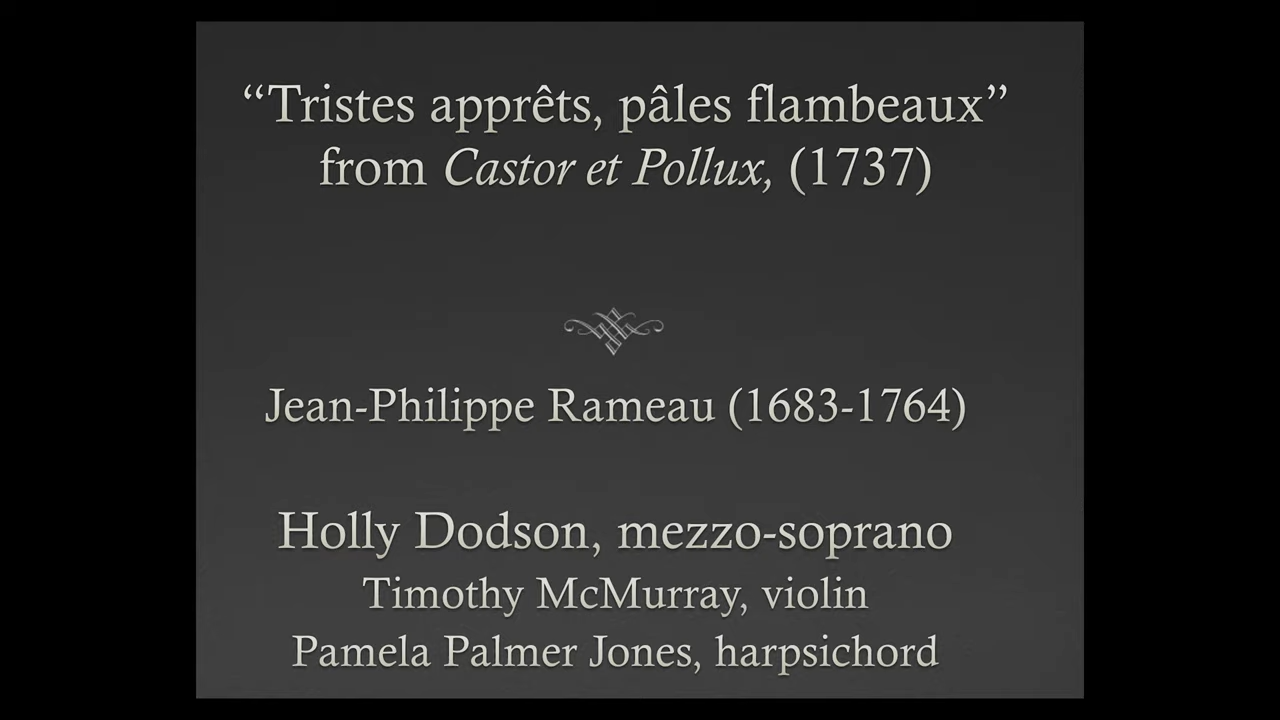 “Tristes apprêts, pâles flambeaux”
from Castor et Pollux, (1737)
Jean-Philippe Rameau (1683-1764)
Holly Dodson, mezzo-soprano
Timothy McMurray, violin
Pamela Palmer Jones, harpsichord